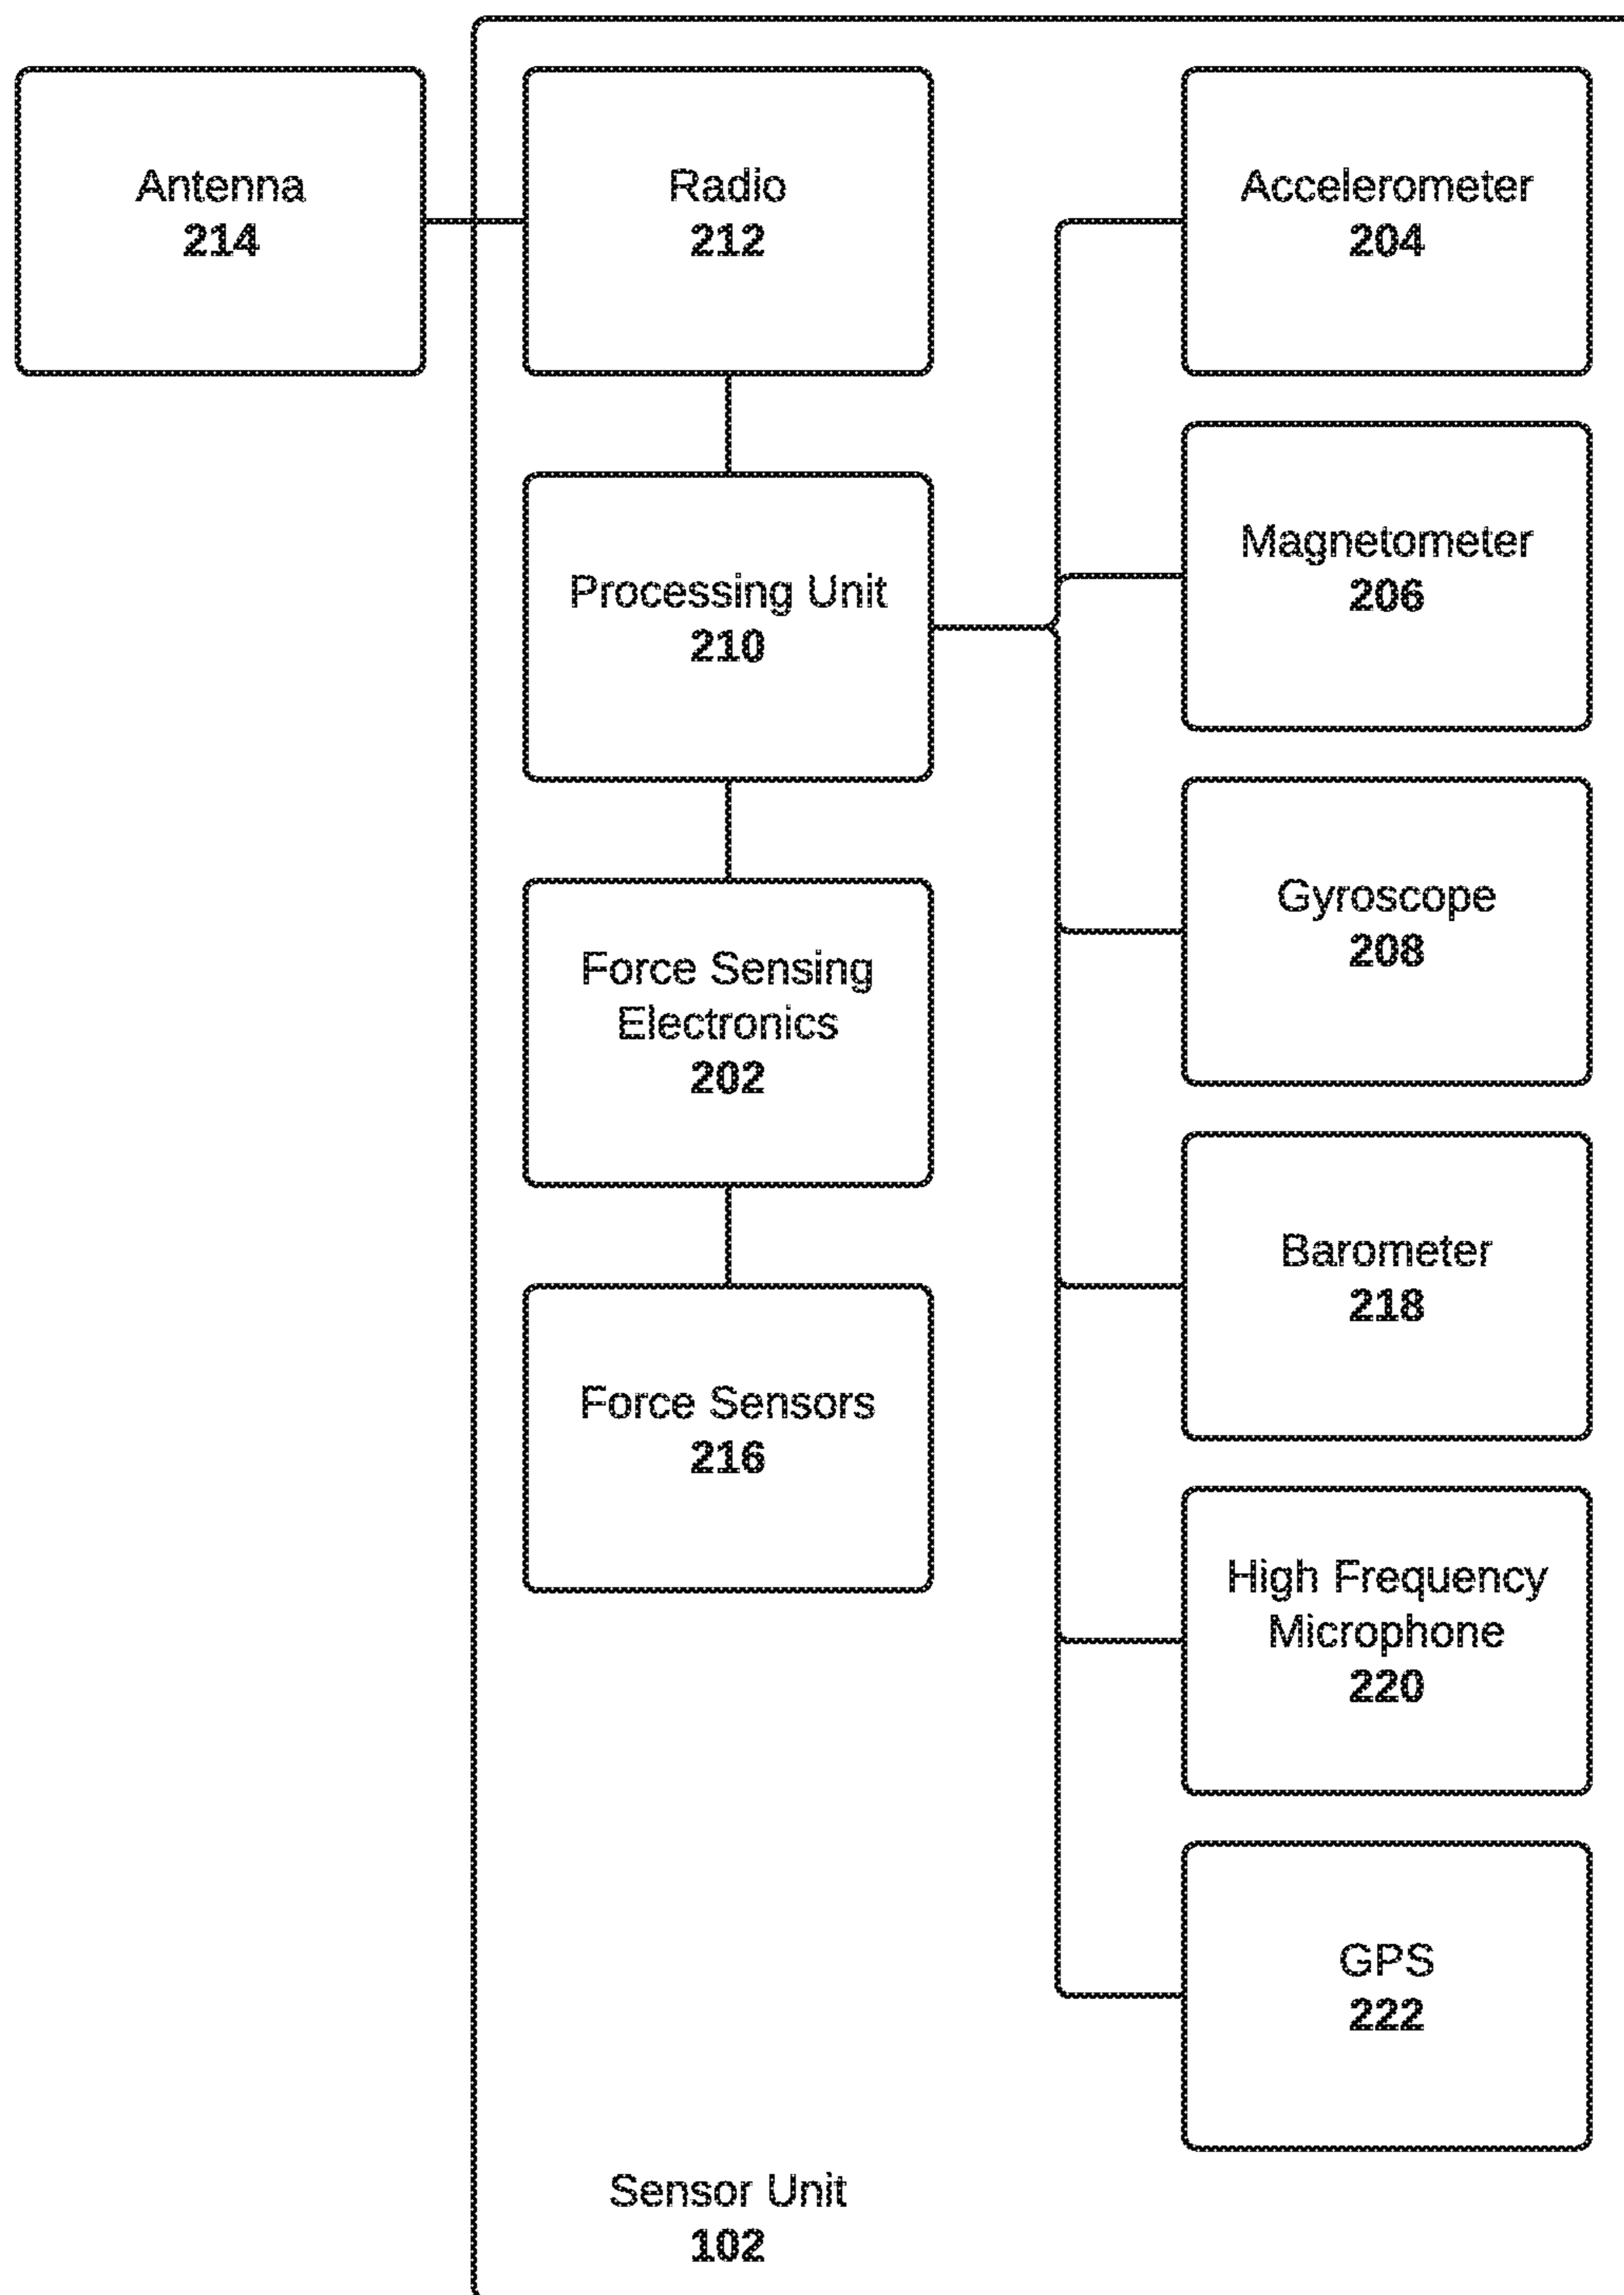 Antenna
214
Radio
212
Accelerometer
204
Magnetometer
206
Processing Unit
210
Gyroscope
208
Force Sensing
Electronics
202
Barometer
218
Force Sensors
216
High Frequency
Microphone
220
GPS
222
Sensor Unit
102